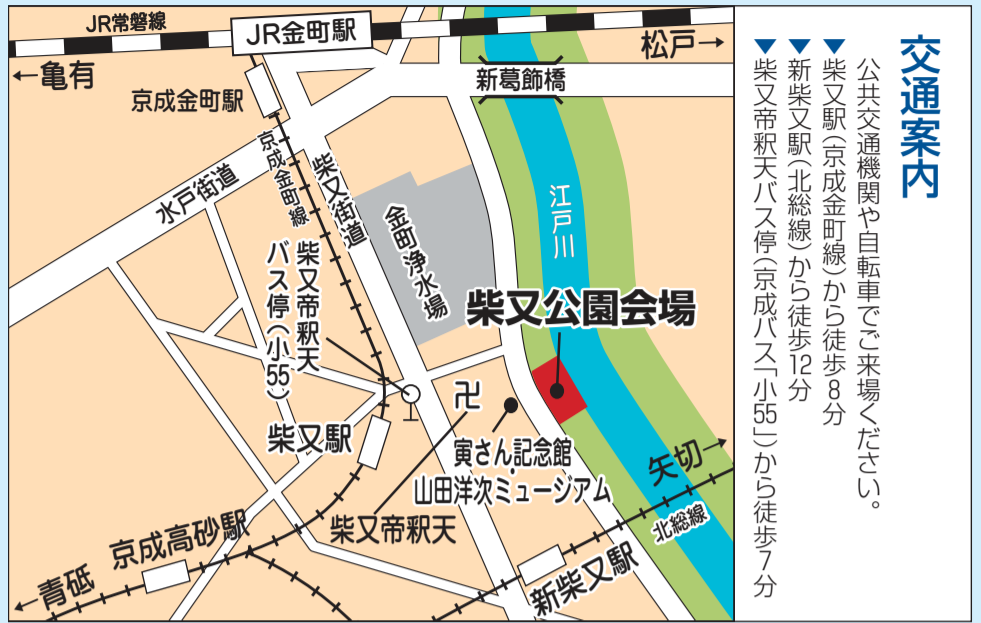 交通案内
公共交通機関や自転車でご来場ください。
▼柴又駅(京成金町線)から徒歩8分
▼新柴又駅(北総線)から徒歩12分
▼柴又帝釈天バス停(京成バス「小55」)から徒歩7分
JR常磐線
JR金町駅
松戸→
←亀有
京成金町駅
新葛飾橋
京成金町線
柴又街道
水戸街道
金町浄水場
江戸川
柴又帝釈天
バス停(小55)
柴又公園会場
卍
柴又駅
寅さん記念館
・
山田洋次ミュージアム
矢切→
柴又帝釈天
北総線
京成高砂駅
←青砥
新柴又駅